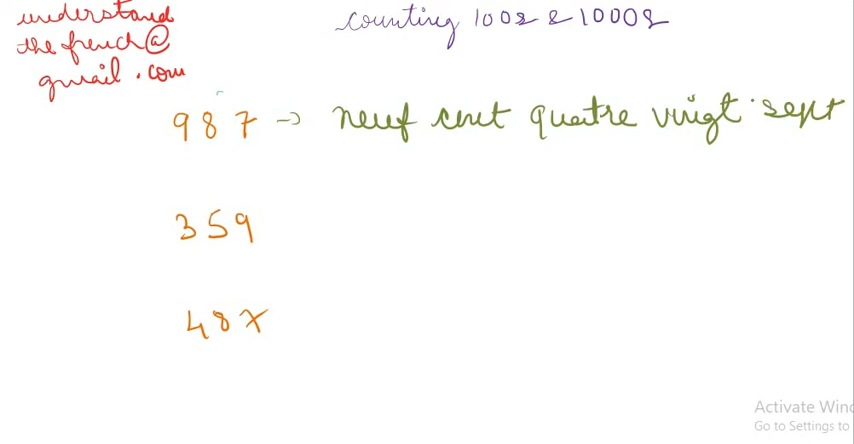 understand
the french@
gmail.com
counting 100s & 1000s
987 -> neuf cent quatre vingt sept
359
487
Activate Win
Go to Settings to